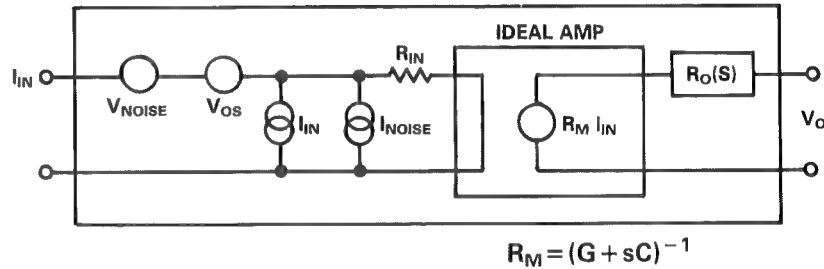 IDEAL AMP
I_IN
V_NOISE
V_OS
R_IN
I_IN
I_NOISE
R_M I_IN
R_O(S)
V_O
R_M = (G + sC)^-1